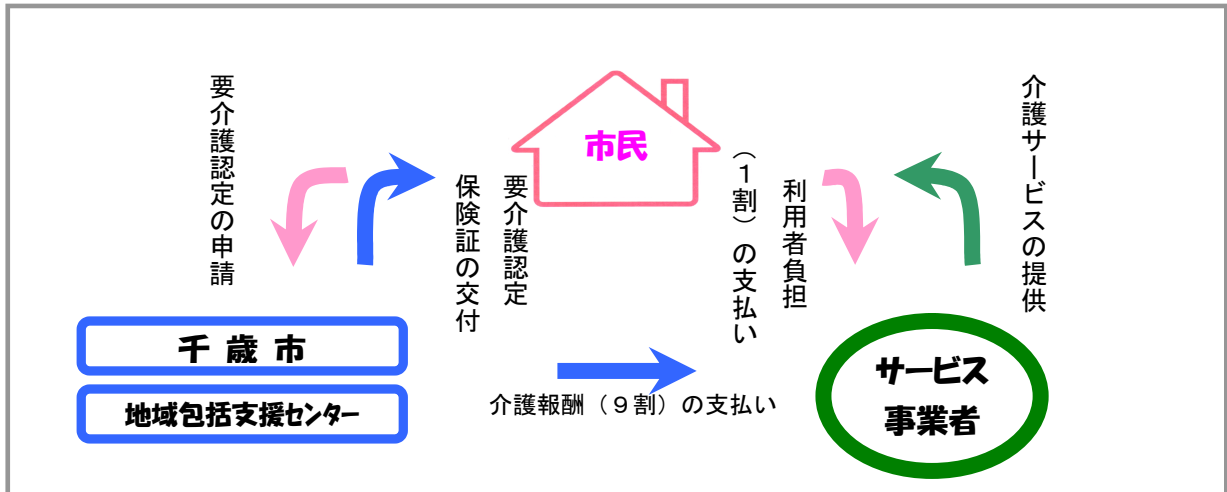 要介護認定の申請
要介護認定
保険証の交付
市民
利用者負担
（１割）の支払い
介護サービスの提供
千歳市
地域包括支援センター
介護報酬（９割）の支払い
サービス
事業者